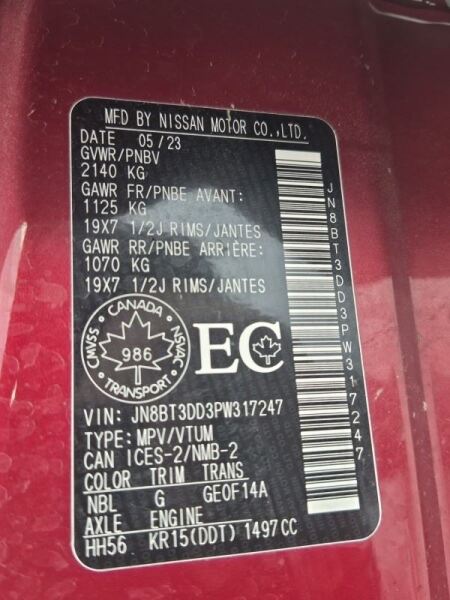 MFD BY NISSAN MOTOR CO.,LTD.
DATE 05/23
GVWR/PNBV
2140 KG
GAWR FR/PNBE AVANT:
1125 KG
19X7 1/2J RIMS/JANTES
GAWR RR/PNBE ARRIÈRE:
1070 KG
19X7 1/2J RIMS/JANTES
CANADA
CMVSS 986 NSVAC
TRANSPORT
EC
VIN: JN8BT3DD3PW317247
TYPE: MPV/VTUM
CAN ICES-2/NMB-2
COLOR TRIM TRANS
NBL G GE0F14A
AXLE ENGINE
HH56 KR15(DDT) 1497CC
JN8BT3DD3PW317247